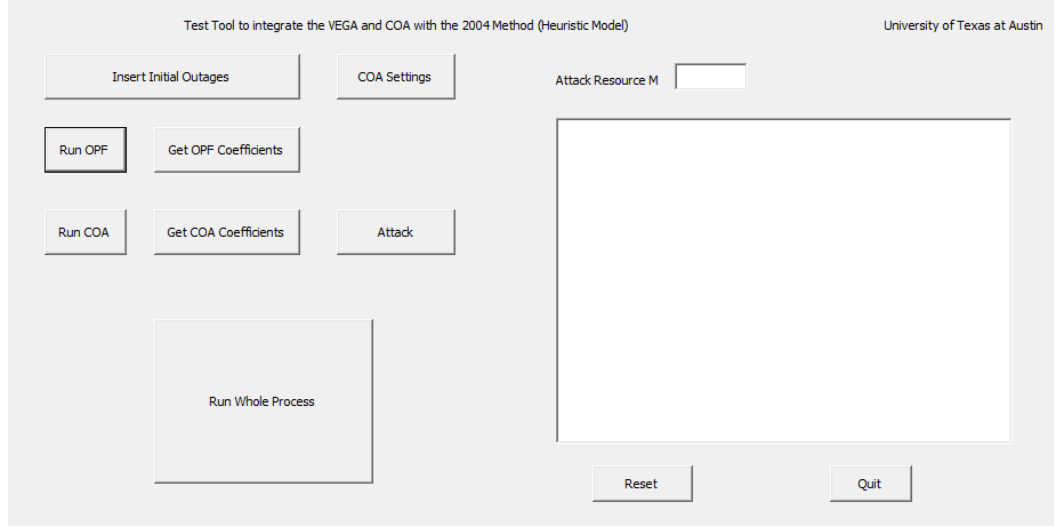 Test Tool to integrate the VEGA and COA with the 2004 Method (Heuristic Model)
University of Texas at Austin
Insert Initial Outages
COA Settings
Attack Resource M
Run OPF
Get OPF Coefficients
Run COA
Get COA Coefficients
Attack
Run Whole Process
Reset
Quit